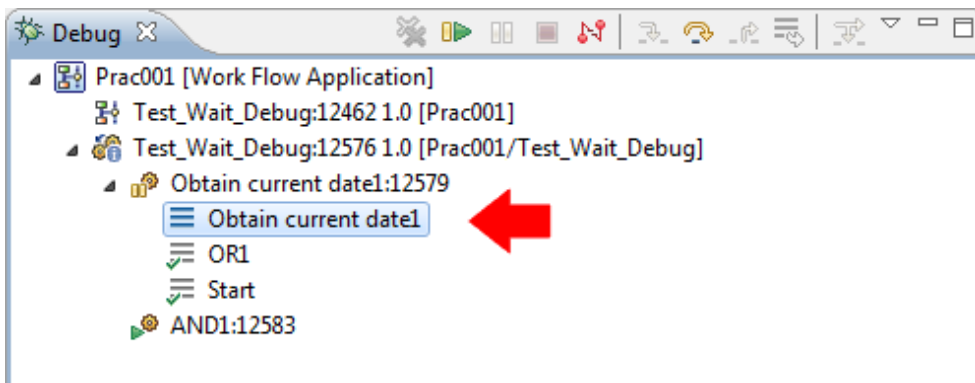 Debug
Prac001 [Work Flow Application]
Test_Wait_Debug:12462 1.0 [Prac001]
Test_Wait_Debug:12576 1.0 [Prac001/Test_Wait_Debug]
Obtain current date1:12579
Obtain current date1
OR1
Start
AND1:12583